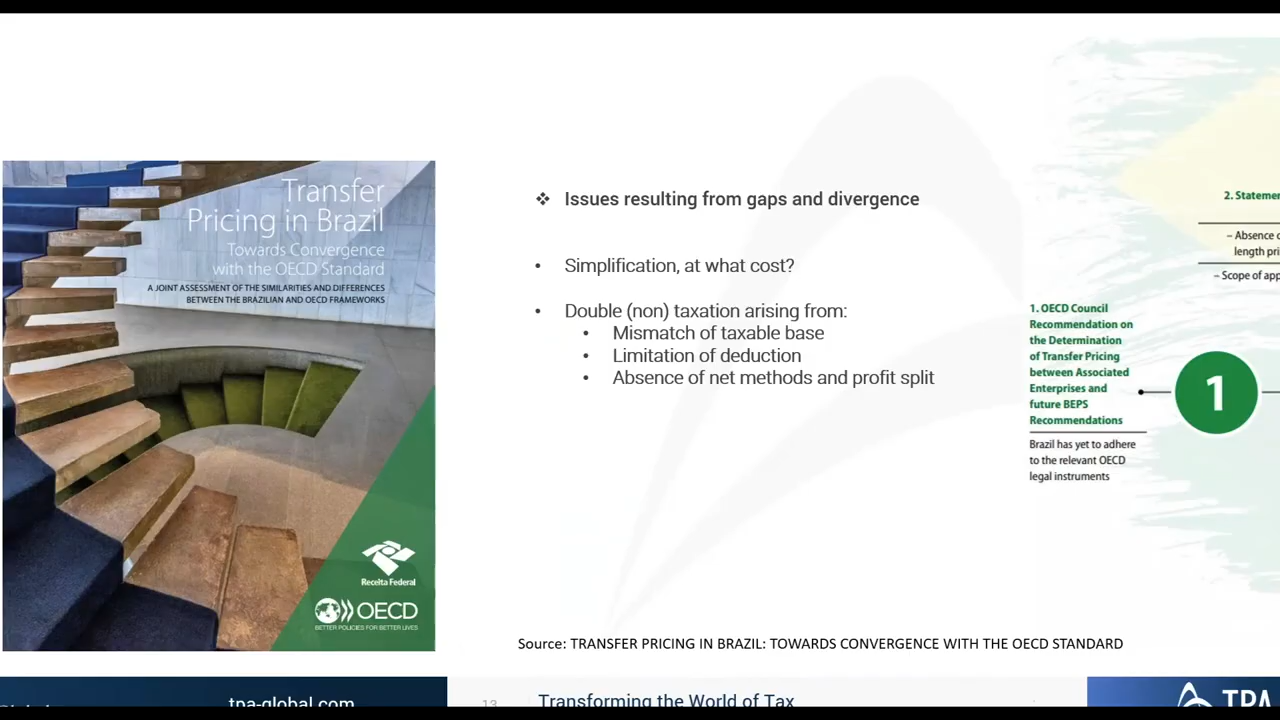 Transfer
Pricing in Brazil
Towards Convergence
with the OECD Standard
A JOINT ASSESSMENT OF THE SIMILARITIES AND DIFFERENCES
BETWEEN THE BRAZILIAN AND OECD FRAMEWORKS
Receita Federal
OECD
BETTER POLICIES FOR BETTER LIVES
❖ Issues resulting from gaps and divergence
• Simplification, at what cost?
• Double (non) taxation arising from:
• Mismatch of taxable base
• Limitation of deduction
• Absence of net methods and profit split
2. Stateme
– Absence
length pri
– Scope of app
1. OECD Council
Recommendation on
the Determination
of Transfer Pricing
between Associated
Enterprises and
future BEPS
Recommendations
1
Brazil has yet to adhere
to the relevant OECD
legal instruments
Source: TRANSFER PRICING IN BRAZIL: TOWARDS CONVERGENCE WITH THE OECD STANDARD
tpa-global.com
13
Transforming the World of Tax
TPA